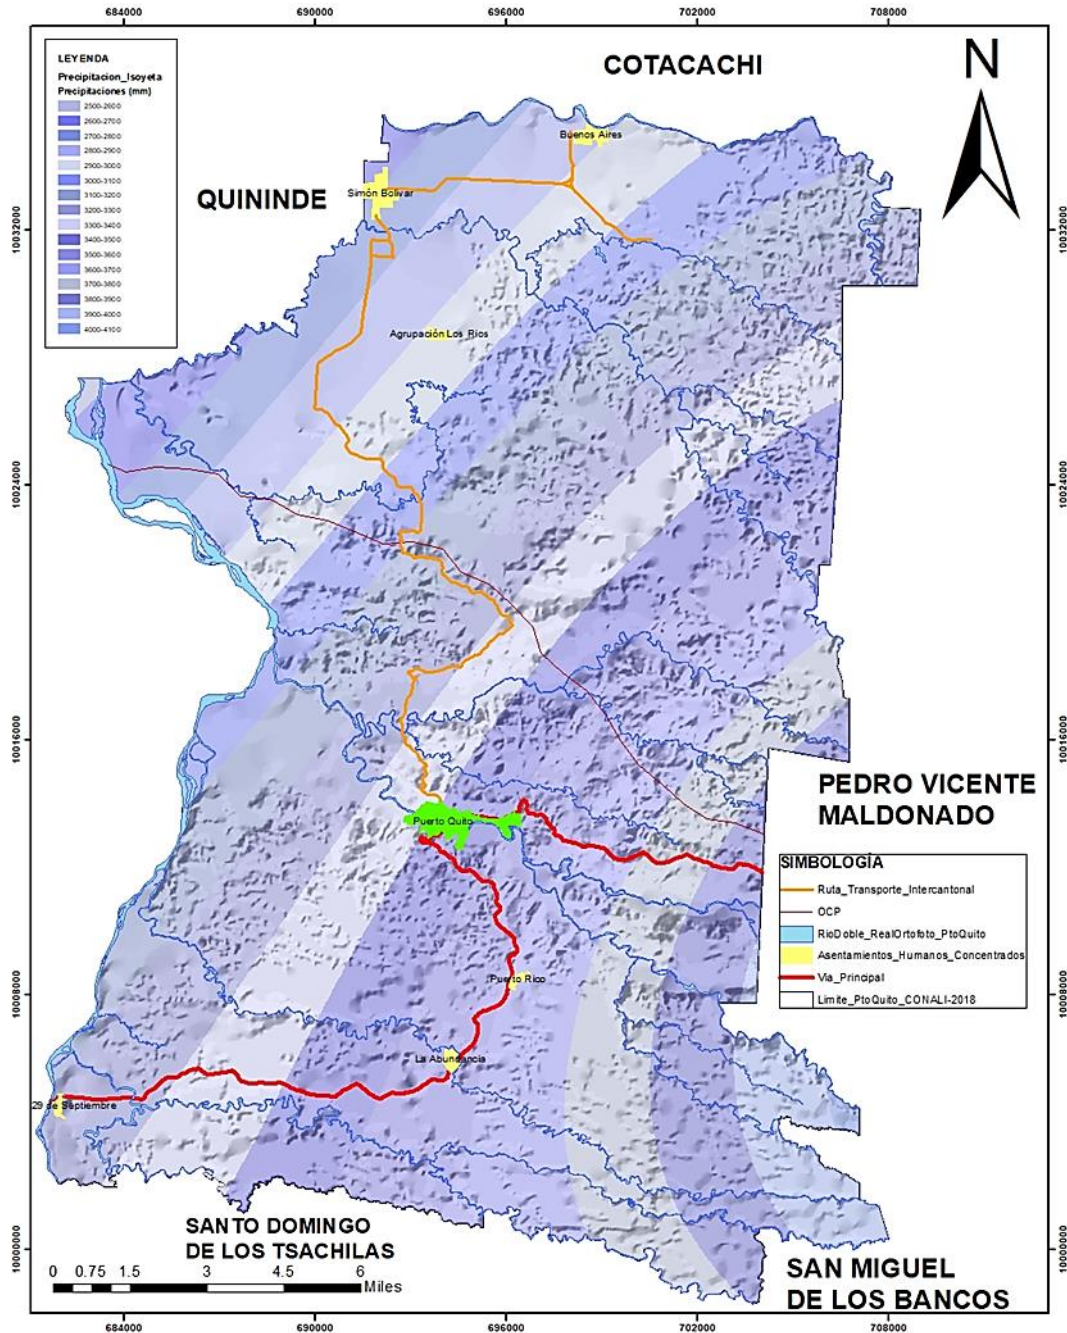 684000 690000 696000 702000 708000
LEYENDA
Precipitacion_Isoyeta
Precipitaciones (mm)
2500-2600
2600-2700
2700-2800
2800-2900
2900-3000
3000-3100
3100-3200
3200-3300
3300-3400
3400-3500
3500-3600
3600-3700
3700-3800
3800-3900
3900-4000
4000-4100
COTACACHI
N
Buenos Aires
QUININDE
Simón Bolivar
10032000 10032000
Agrupación Los Rios
10024000 10024000
10016000 10016000
PEDRO VICENTE
MALDONADO
Puerto Quito
SIMBOLOGÍA
Ruta_Transporte_Intercantonal
OCP
RioDoble_RealOrtofoto_PtoQuito
Asentamientos_Humanos_Concentrados
Via_Principal
Limite_PtoQuito_CONALI-2018
Puerto Rico
10008000 10008000
La Abundancia
29 de Septiembre
SANTO DOMINGO
DE LOS TSACHILAS
10000000 10000000
SAN MIGUEL
DE LOS BANCOS
0 0.75 1.5 3 4.5 6
Miles
684000 690000 696000 702000 708000